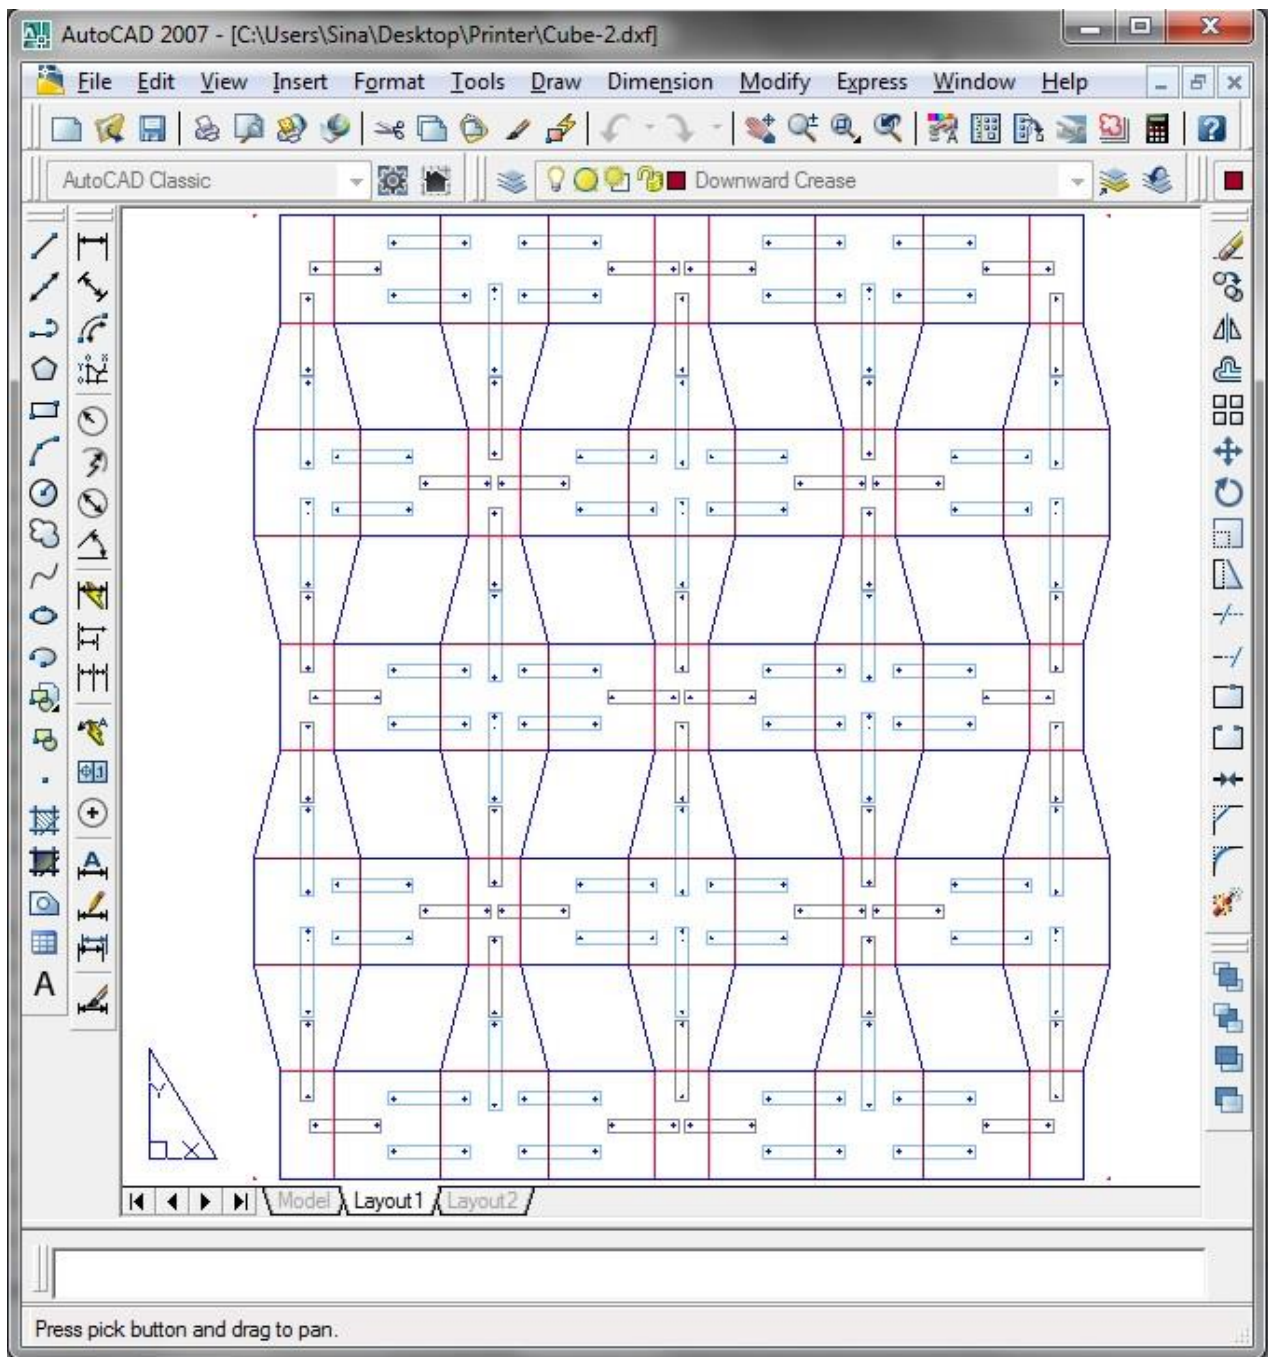 AutoCAD 2007 - [C:\Users\Sina\Desktop\Printer\Cube-2.dxf]
File Edit View Insert Format Tools Draw Dimension Modify Express Window Help
AutoCAD Classic Downward Crease
A
Y
X
Model Layout1 Layout2
Press pick button and drag to pan.